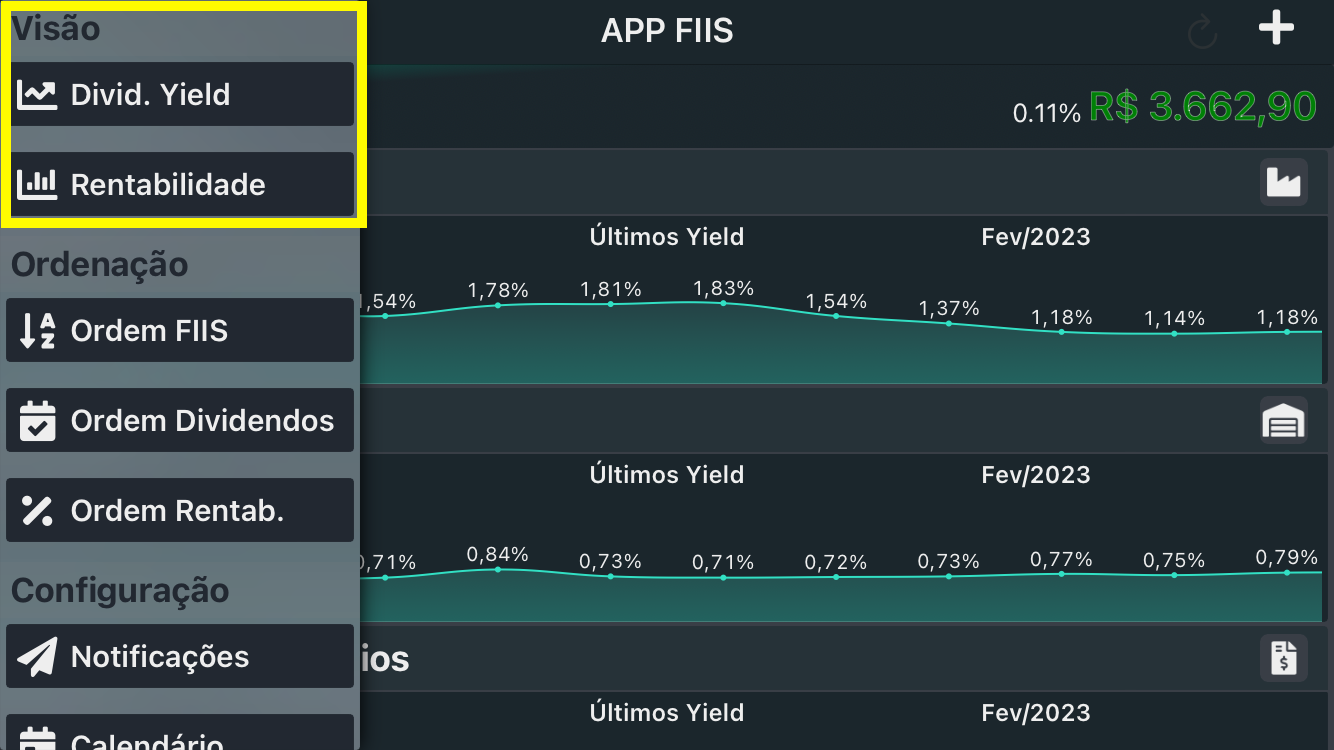 Visão
Divid. Yield
Rentabilidade
Ordenação
Ordem FIIS
Ordem Dividendos
Ordem Rentab.
Configuração
Notificações
Calendário
APP FIIS
0.11% R$ 3.662,90
Últimos Yield Fev/2023
,54% 1,78% 1,81% 1,83% 1,54% 1,37% 1,18% 1,14% 1,18%
Últimos Yield Fev/2023
0,71% 0,84% 0,73% 0,71% 0,72% 0,73% 0,77% 0,75% 0,79%
ios
Últimos Yield Fev/2023